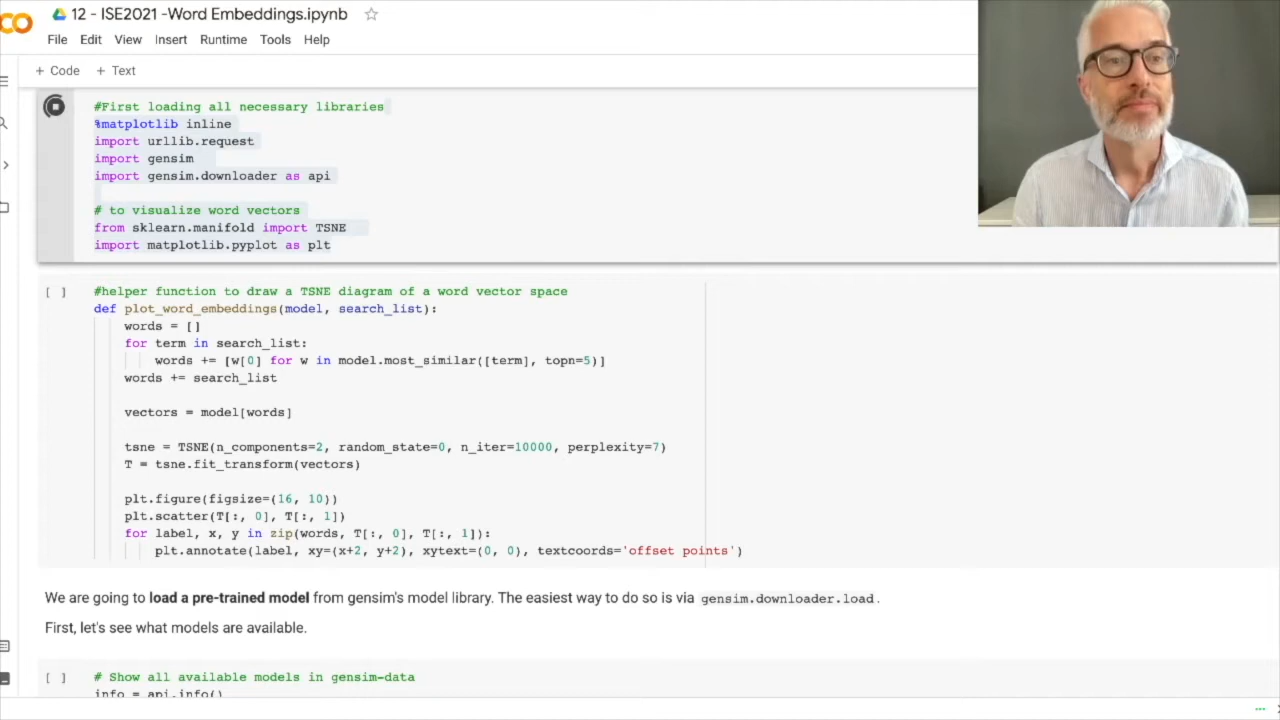 CO
12 - ISE2021 -Word Embeddings.ipynb
File Edit View Insert Runtime Tools Help
+ Code + Text
#First loading all necessary libraries
%matplotlib inline
import urllib.request
import gensim
import gensim.downloader as api
# to visualize word vectors
from sklearn.manifold import TSNE
import matplotlib.pyplot as plt
[ ] #helper function to draw a TSNE diagram of a word vector space
def plot_word_embeddings(model, search_list):
words = []
for term in search_list:
words += [w[0] for w in model.most_similar([term], topn=5)]
words += search_list
vectors = model[words]
tsne = TSNE(n_components=2, random_state=0, n_iter=10000, perplexity=7)
T = tsne.fit_transform(vectors)
plt.figure(figsize=(16, 10))
plt.scatter(T[:, 0], T[:, 1])
for label, x, y in zip(words, T[:, 0], T[:, 1]):
plt.annotate(label, xy=(x+2, y+2), xytext=(0, 0), textcoords='offset points')
We are going to load a pre-trained model from gensim's model library. The easiest way to do so is via gensim.downloader.load.
First, let's see what models are available.
[ ] # Show all available models in gensim-data
info = api.info()